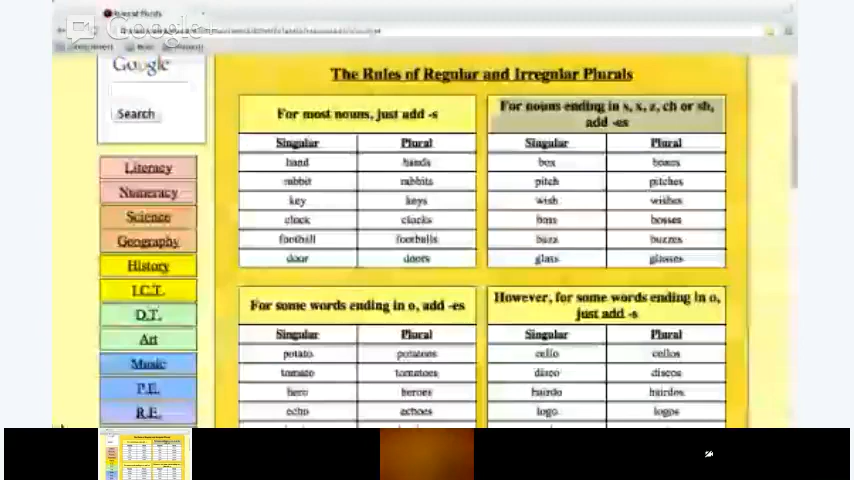 Rules of Plurals
Google
Search
Literacy
Numeracy
Science
Geography
History
I.C.T.
D.T.
Art
Music
P.E.
R.E.
The Rules of Regular and Irregular Plurals
For most nouns, just add -s
Singular Plural
hand hands
rabbit rabbits
key keys
clock clocks
football footballs
door doors
For nouns ending in s, x, z, ch or sh,
add -es
Singular Plural
box boxes
pitch pitches
wish wishes
boss bosses
buzz buzzes
glass glasses
For some words ending in o, add -es
Singular Plural
potato potatoes
tomato tomatoes
hero heroes
echo echoes
However, for some words ending in o,
just add -s
Singular Plural
cello cellos
disco discos
hairdo hairdos
logo logos